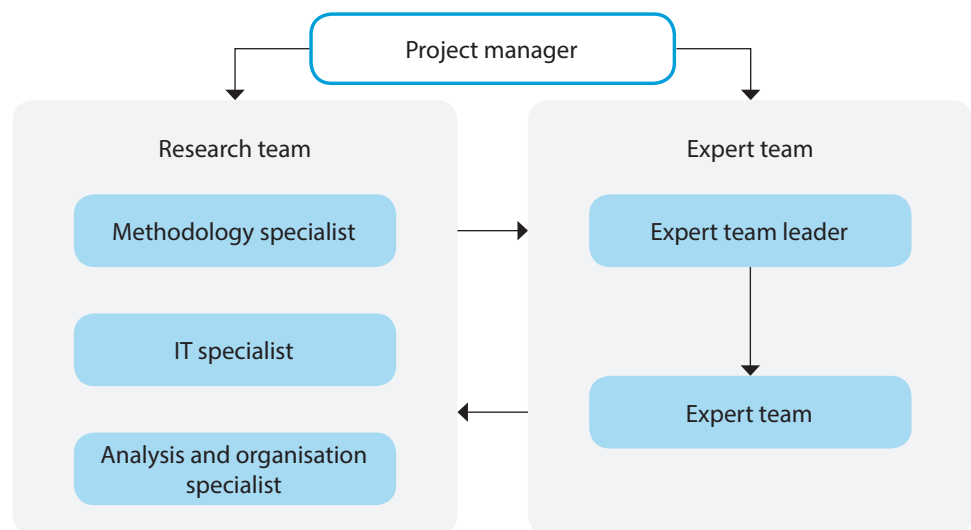 Project manager
Research team
Methodology specialist
IT specialist
Analysis and organisation
specialist
Expert team
Expert team leader
Expert team